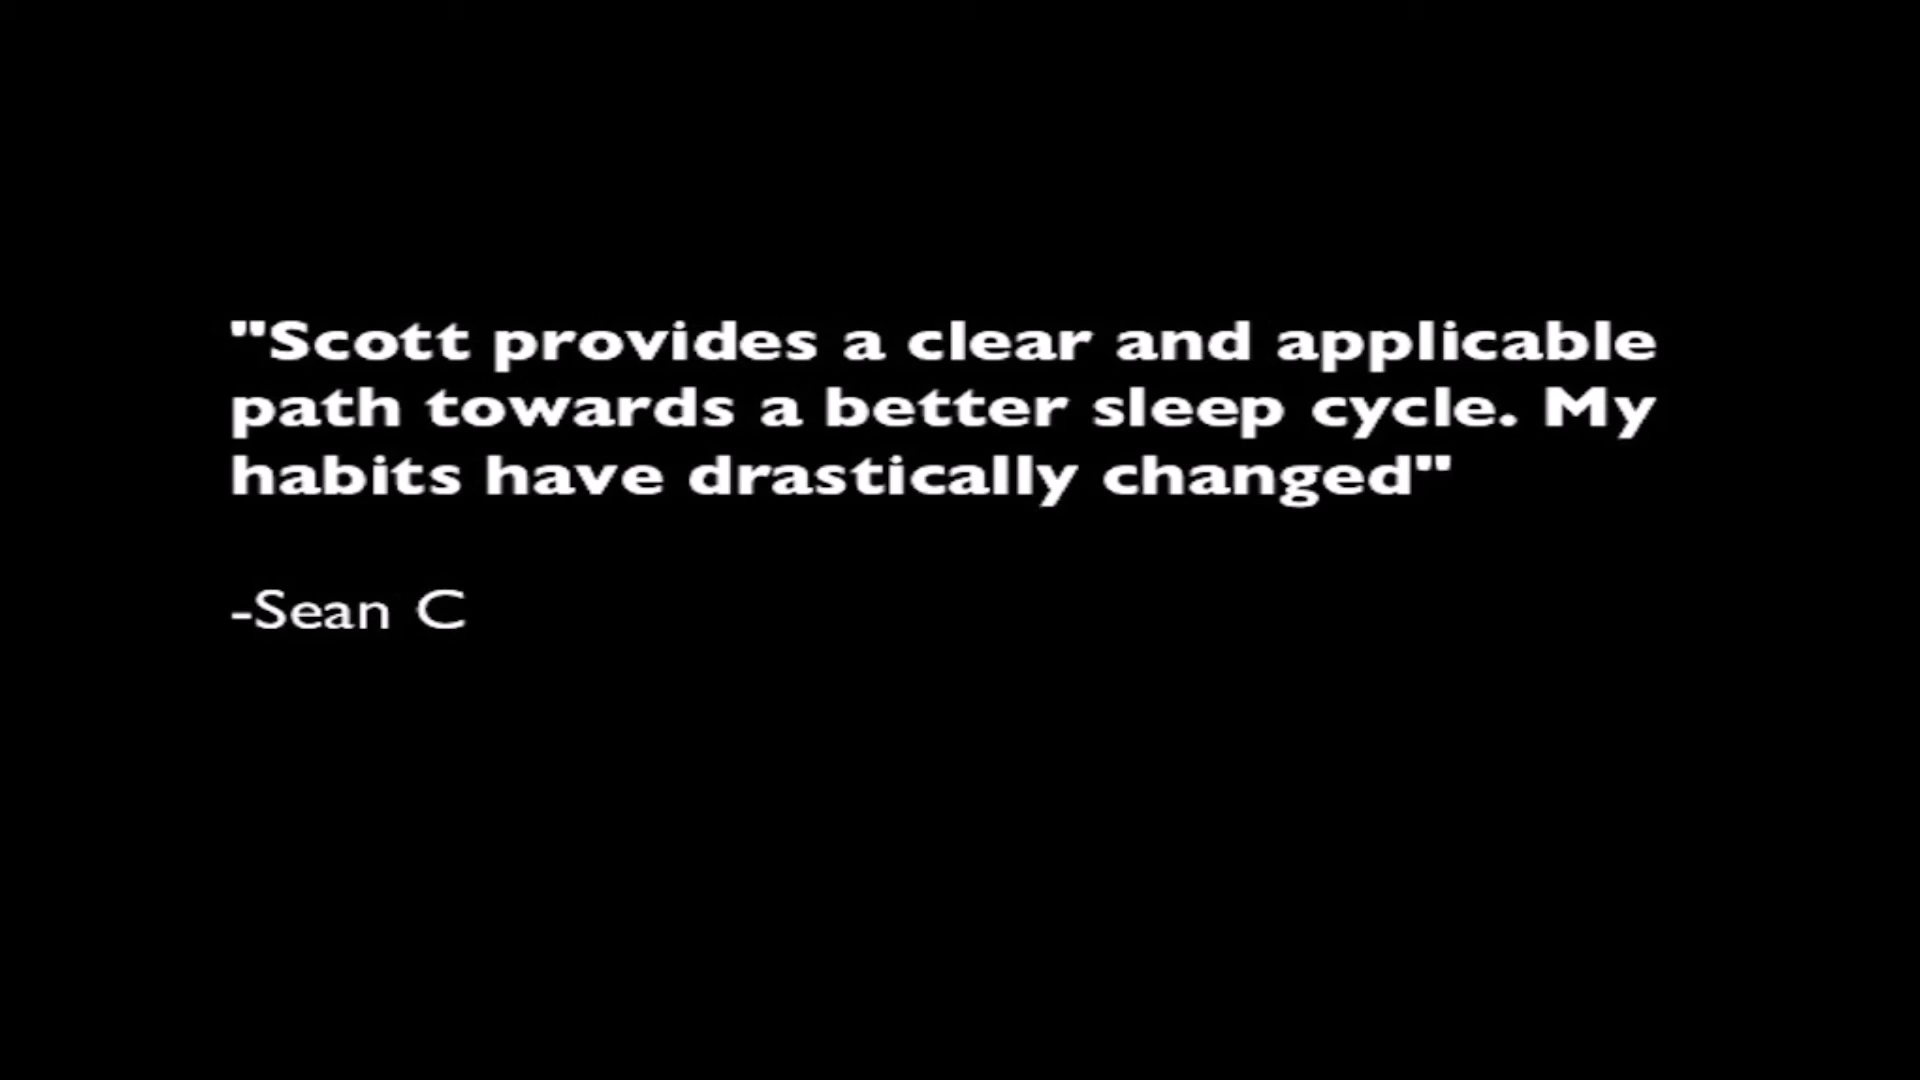 "Scott provides a clear and applicable
path towards a better sleep cycle. My
habits have drastically changed"
-Sean C